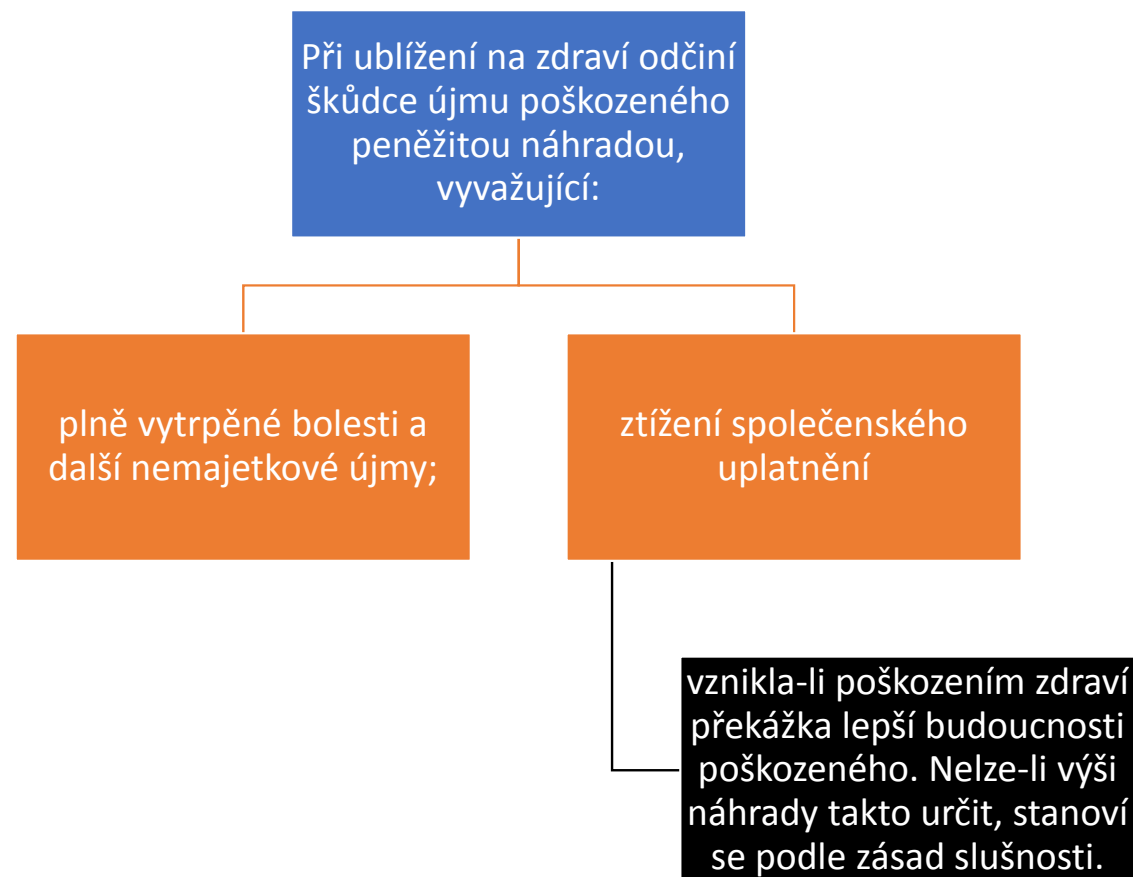 Při ublížení na zdraví odčiní
škůdce újmu poškozeného
peněžitou náhradou,
vyvažující:
plně vytrpěné bolesti a
další nemajetkové újmy;
ztížení společenského
uplatnění
vznikla-li poškozením zdraví
překážka lepší budoucnosti
poškozeného. Nelze-li výši
náhrady takto určit, stanoví
se podle zásad slušnosti.